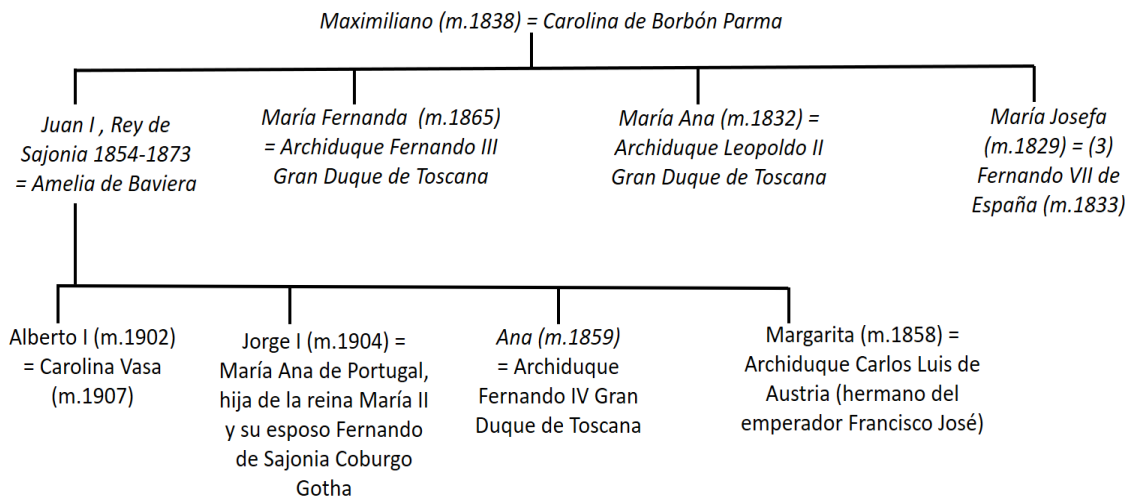 Maximiliano (m.1838) = Carolina de Borbón Parma
Juan I , Rey de
Sajonia 1854-1873
= Amelia de Baviera
María Fernanda (m.1865)
= Archiduque Fernando III
Gran Duque de Toscana
María Ana (m.1832) =
Archiduque Leopoldo II
Gran Duque de Toscana
María Josefa
(m.1829) = (3)
Fernando VII de
España (m.1833)
Alberto I (m.1902)
= Carolina Vasa
(m.1907)
Jorge I (m.1904) =
María Ana de Portugal,
hija de la reina María II
y su esposo Fernando
de Sajonia Coburgo
Gotha
Ana (m.1859)
= Archiduque
Fernando IV Gran
Duque de Toscana
Margarita (m.1858) =
Archiduque Carlos Luis de
Austria (hermano del
emperador Francisco José)